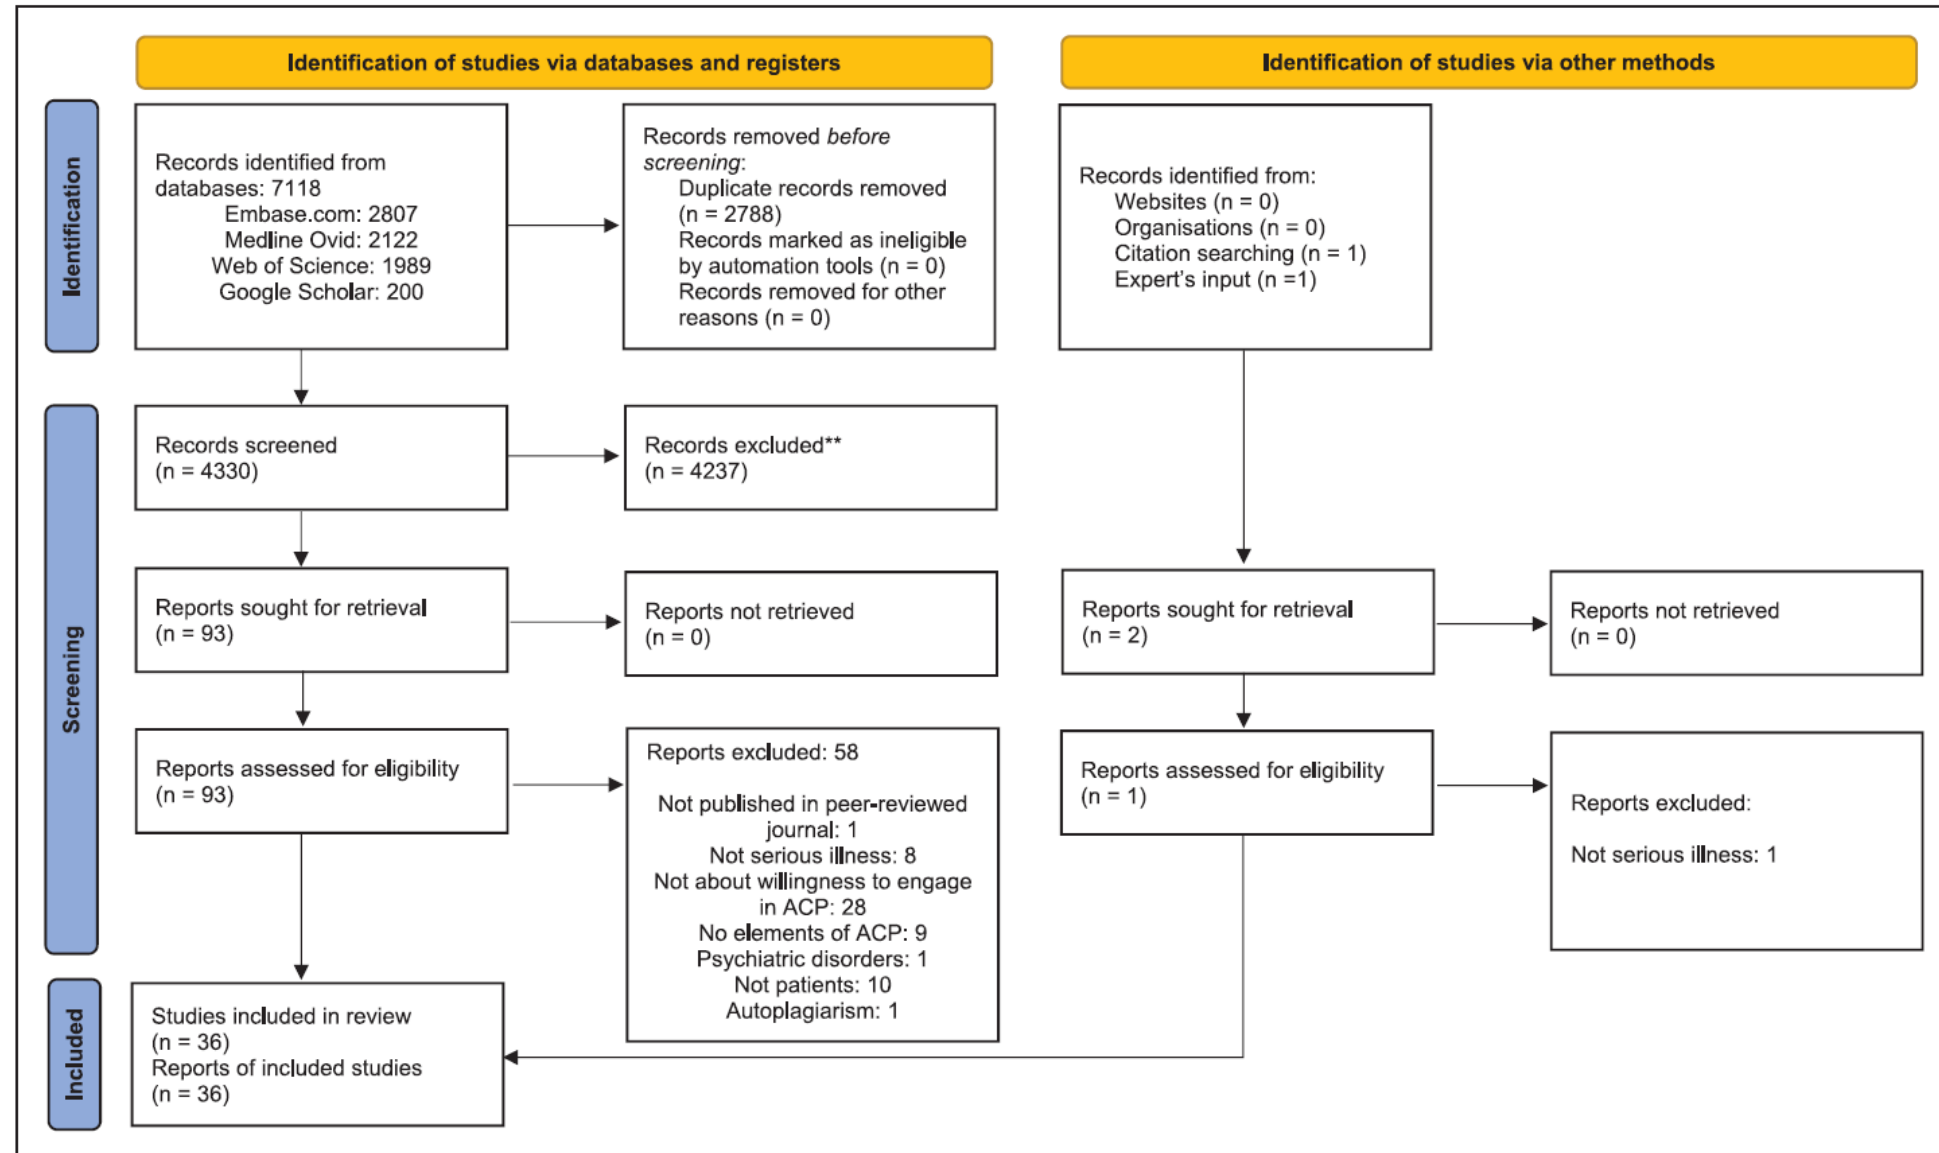 Identification of studies via databases and registers
Identification of studies via other methods
Identification
Records identified from
databases: 7118
Embase.com: 2807
Medline Ovid: 2122
Web of Science: 1989
Google Scholar: 200
Records removed before
screening:
Duplicate records removed
(n = 2788)
Records marked as ineligible
by automation tools (n = 0)
Records removed for other
reasons (n = 0)
Records identified from:
Websites (n = 0)
Organisations (n = 0)
Citation searching (n = 1)
Expert's input (n =1)
Screening
Records screened
(n = 4330)
Records excluded**
(n = 4237)
Reports sought for retrieval
(n = 93)
Reports not retrieved
(n = 0)
Reports sought for retrieval
(n = 2)
Reports not retrieved
(n = 0)
Reports assessed for eligibility
(n = 93)
Reports excluded: 58
Not published in peer-reviewed
journal: 1
Not serious illness: 8
Not about willingness to engage
in ACP: 28
No elements of ACP: 9
Psychiatric disorders: 1
Not patients: 10
Autoplagiarism: 1
Reports assessed for eligibility
(n = 1)
Reports excluded:
Not serious illness: 1
Included
Studies included in review
(n = 36)
Reports of included studies
(n = 36)